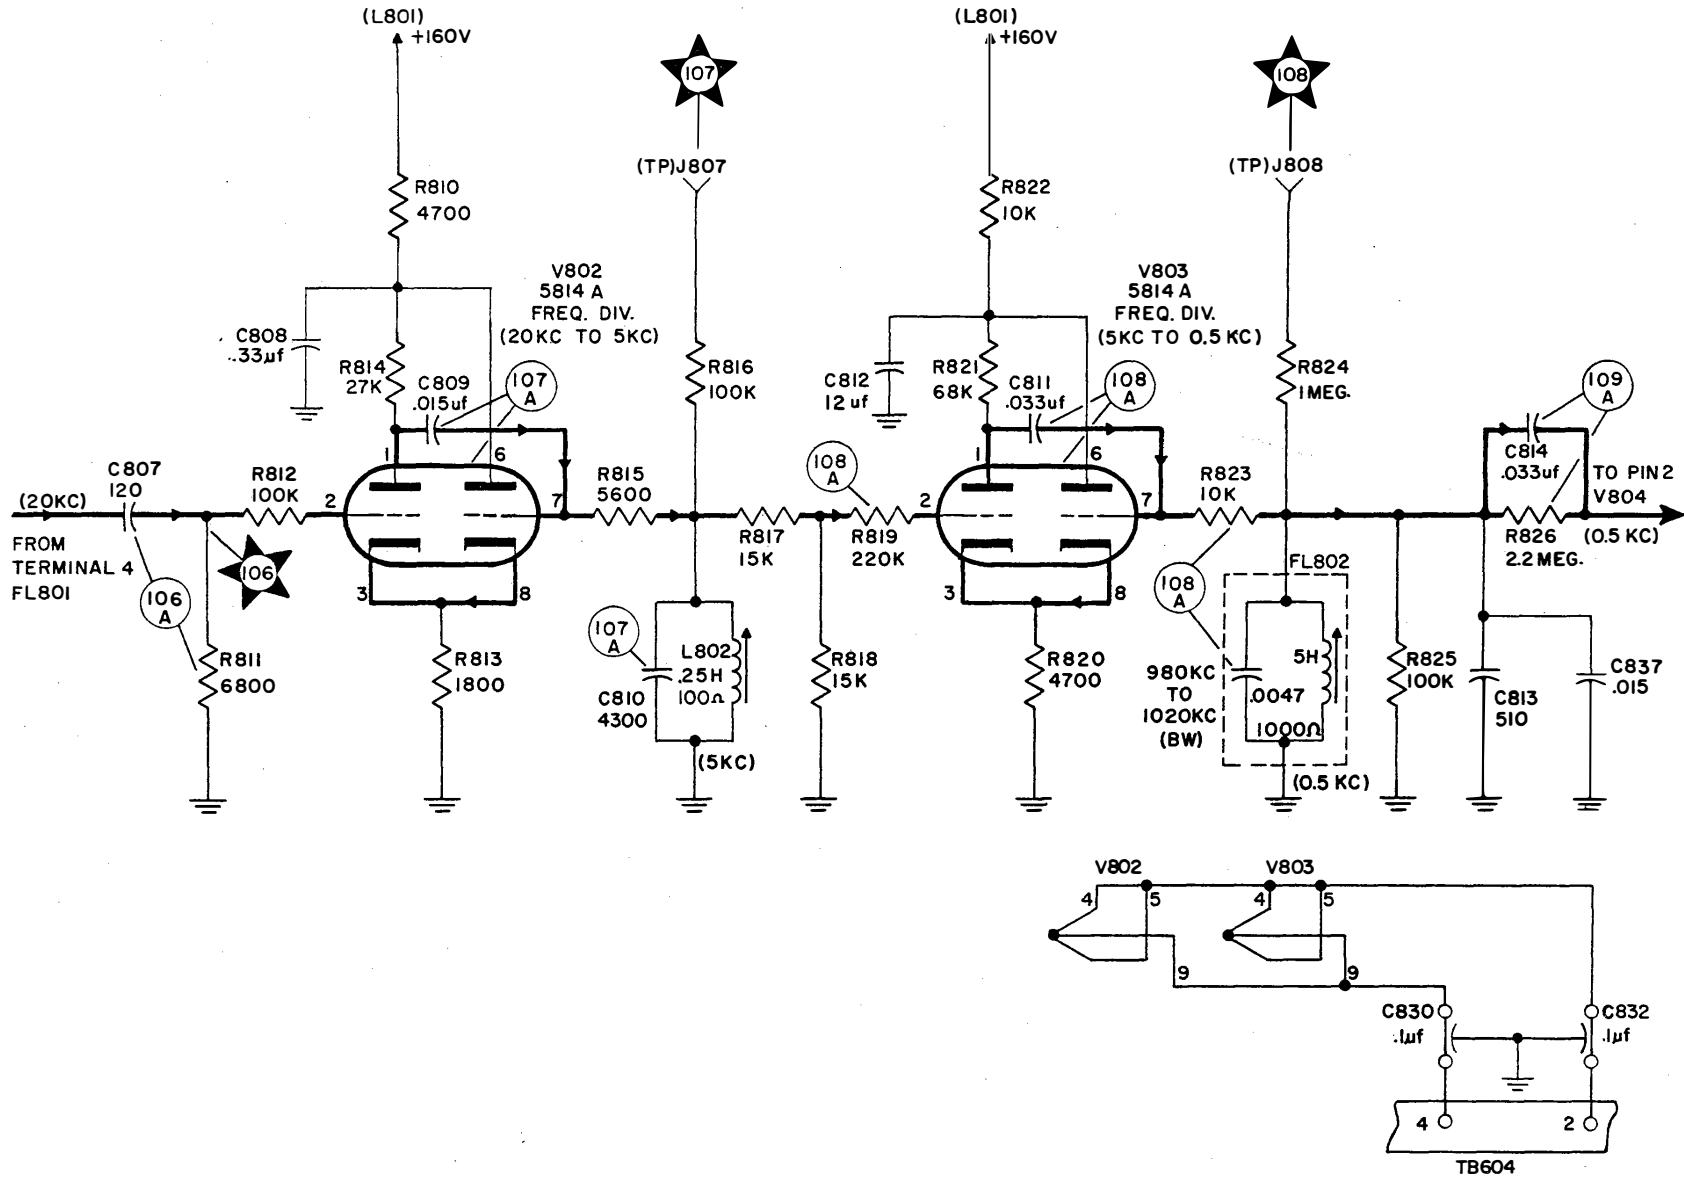 (L801)
+160V
(L801)
+160V
107
108
(TP)J807
(TP)J808
R810
4700
R822
10K
V802
5814 A
FREQ. DIV.
(20KC TO 5KC)
V803
5814 A
FREQ. DIV.
(5KC TO 0.5 KC)
C808
.33µf
R814
27K
C809
.015uf
107
A
R816
100K
C812
12 uf
R821
68K
C811
.033uf
108
A
R824
1MEG.
109
A
C814
.033uf
1
6
1
6
C807
120
R812
100K
R815
5600
108
A
R823
10K
TO PIN 2
V804
(0.5 KC)
(20KC)
2
7
2
7
FROM
TERMINAL 4
FL801
106
R817
15K
R819
220K
R826
2.2 MEG.
FL802
106
A
3
8
3
8
108
A
107
A
R811
6800
R813
1800
L802
.25H
100Ω
C810
4300
R818
15K
R820
4700
980KC
TO
1020KC
(BW)
5H
.0047
1000Ω
R825
100K
C813
510
C837
.015
(5KC)
(0.5 KC)
V802
V803
4
5
4
5
9
9
C830
.1µf
C832
.1µf
4
2
TB604